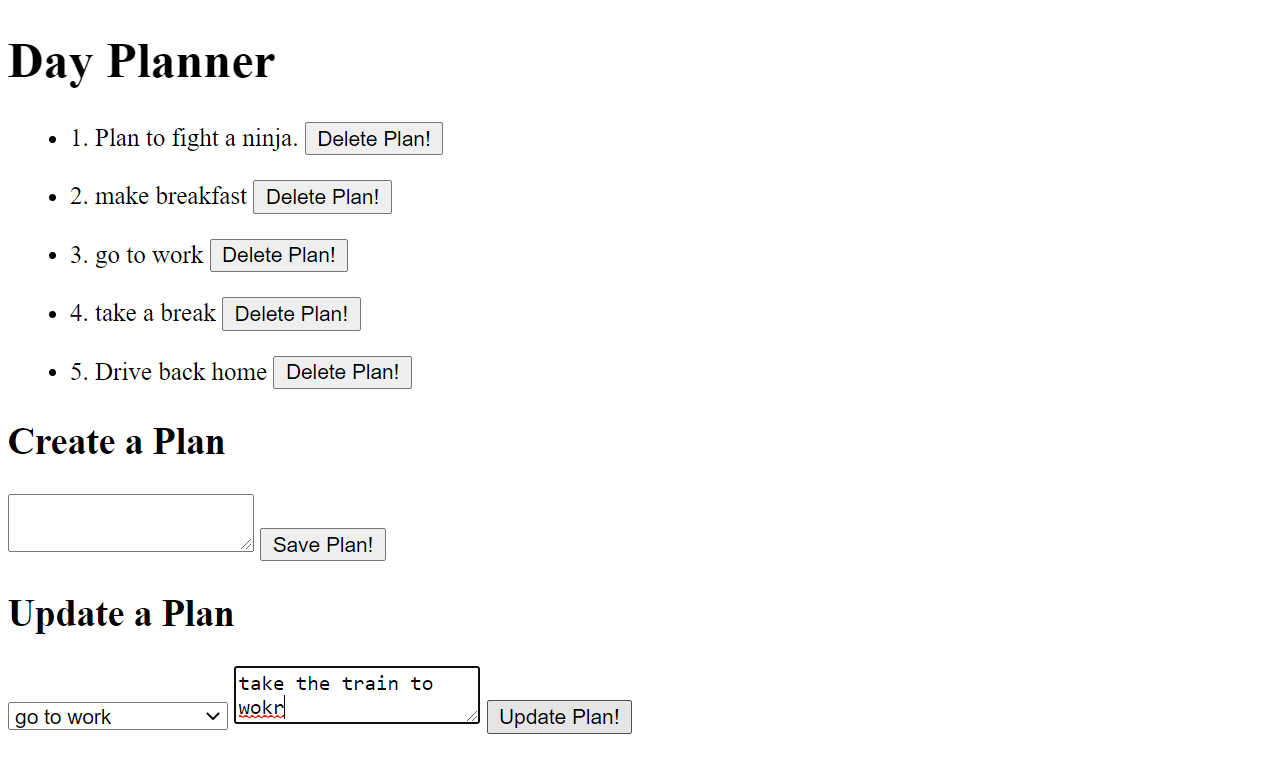 Day Planner
1. Plan to fight a ninja. Delete Plan!
2. make breakfast Delete Plan!
3. go to work Delete Plan!
4. take a break Delete Plan!
5. Drive back home Delete Plan!
Create a Plan
Save Plan!
Update a Plan
take the train to
wokr
go to work Update Plan!